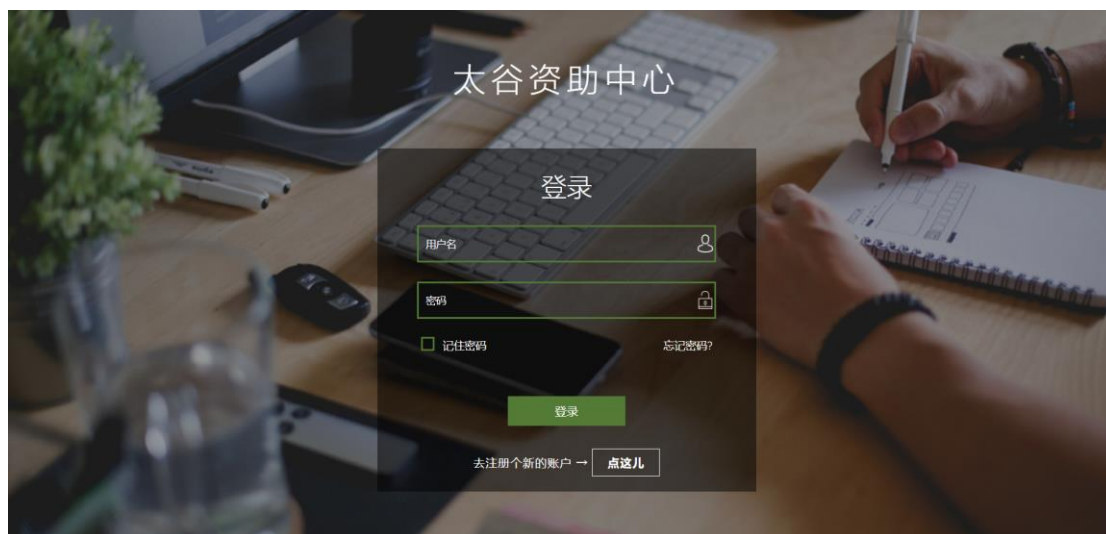 太谷资助中心
登录
用户名
密码
记住密码 忘记密码?
登录
去注册个新的账户 → 点这儿